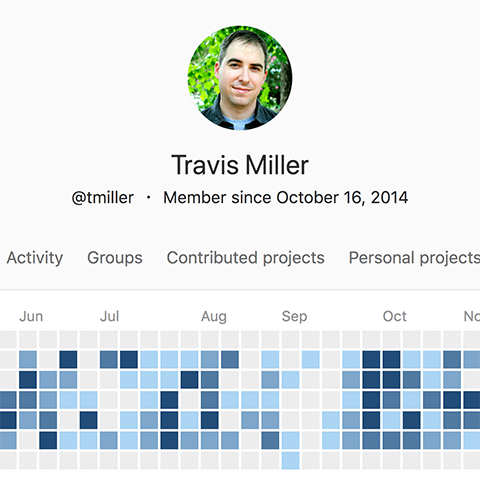 Travis Miller
@tmiller · Member since October 16, 2014
Activity Groups Contributed projects Personal projects
Jun Jul Aug Sep Oct No